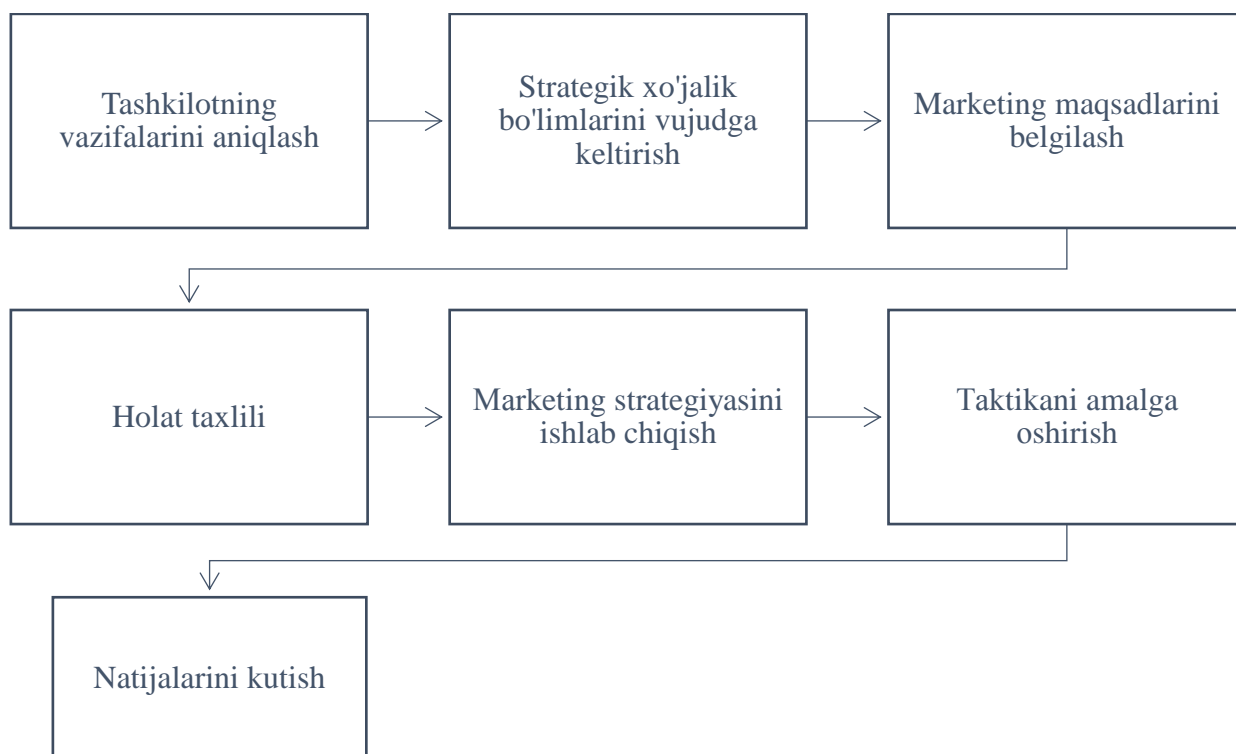 Tashkilotning
vazifalarini aniqlash
Strategik xo'jalik
bo'limlarini vujudga
keltirish
Marketing maqsadlarini
belgilash
Holat taxlili
Marketing strategiyasini
ishlab chiqish
Taktikani amalga
oshirish
Natijalarini kutish